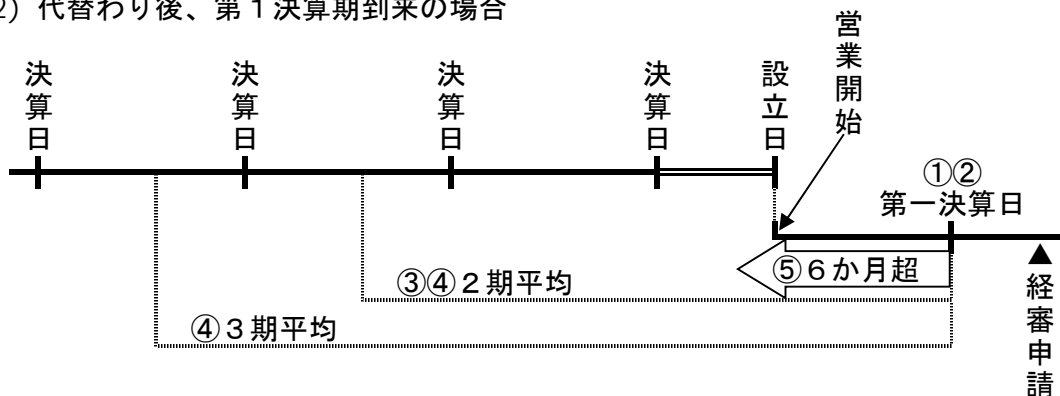 2) 代替わり後、第１決算期到来の場合
決算日
決算日
決算日
決算日
設立日
営業開始
①②
第一決算日
⑤６か月超
③④２期平均
④３期平均
▲
経審申請